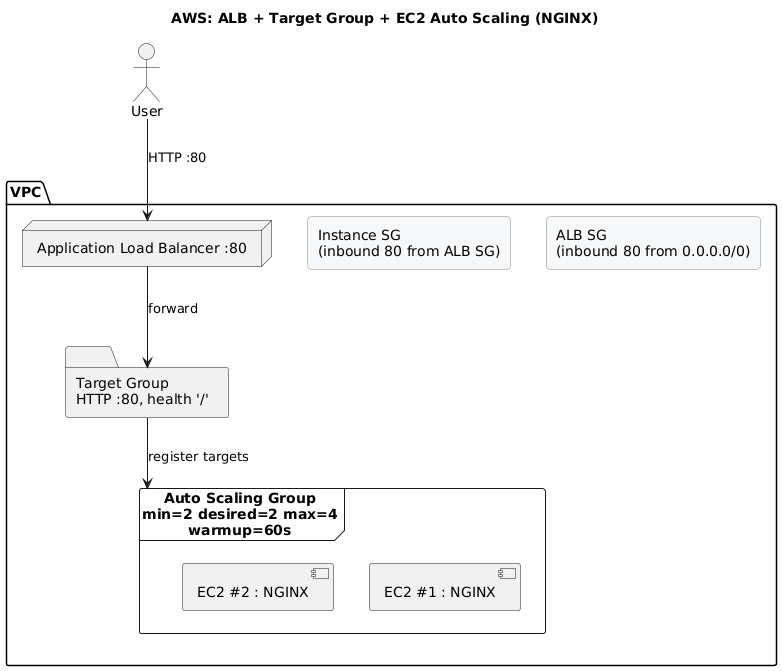 AWS: ALB + Target Group + EC2 Auto Scaling (NGINX)
User
HTTP :80
VPC
Application Load Balancer :80
Instance SG
(inbound 80 from ALB SG)
ALB SG
(inbound 80 from 0.0.0.0/0)
forward
Target Group
HTTP :80, health '/'
register targets
Auto Scaling Group
min=2 desired=2 max=4
warmup=60s
EC2 #2 : NGINX
EC2 #1 : NGINX